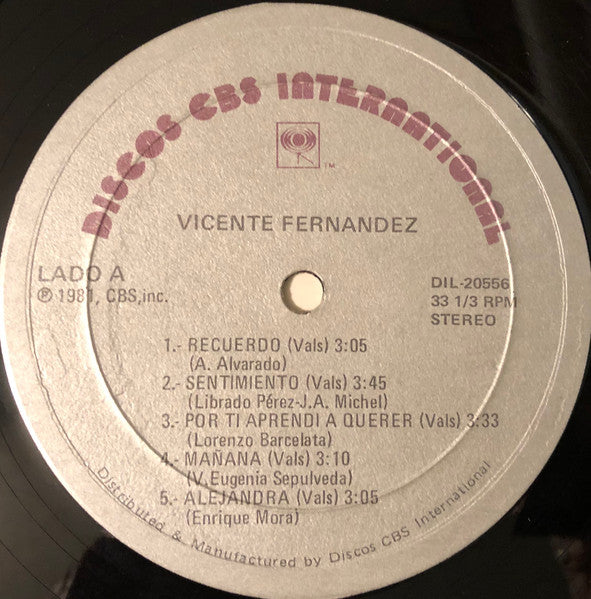 DISCOS CBS INTERNATIONAL
TM
VICENTE FERNANDEZ
LADO A
℗ 1981, CBS,inc.
DIL-20556
33 1/3 RPM
STEREO
1.- RECUERDO (Vals) 3:05
(A. Alvarado)
2.- SENTIMIENTO (Vals) 3:45
(Librado Pérez-J.A. Michel)
3.- POR TI APRENDI A QUERER (Vals) 3:33
(Lorenzo Barcelata)
4.- MAÑANA (Vals) 3:10
(V. Eugenia Sepulveda)
5.- ALEJANDRA (Vals) 3:05
(Enrique Mora)
Distributed & Manufactured by Discos CBS International